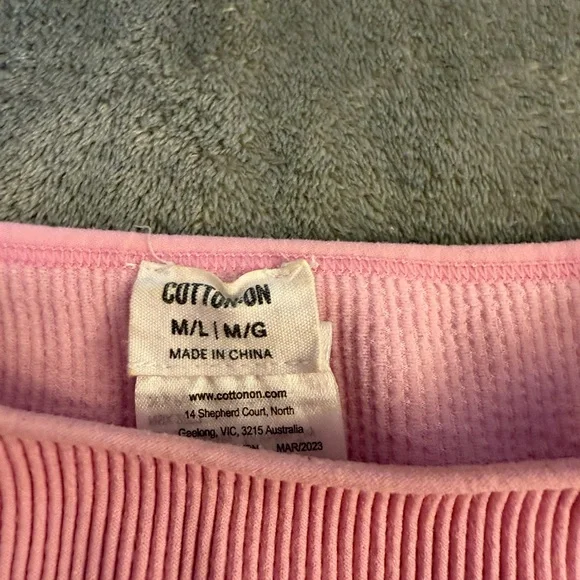 COTTON:ON
M/L | M/G
MADE IN CHINA
www.cottonon.com
14 Shepherd Court, North
Geelong, VIC, 3215 Australia
MAR/2023